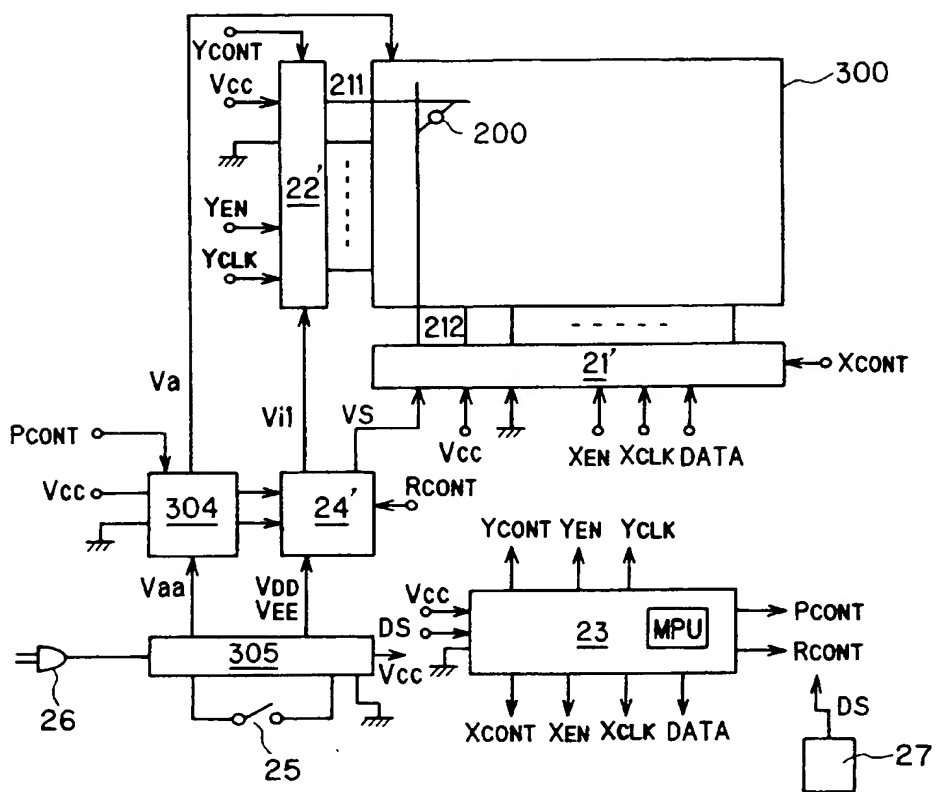 YCONT
VCC
211
300
200
22'
YEN
YCLK
212
21'
XCONT
Va
Vi1
VS
VCC
XEN XCLK DATA
PCONT
VCC
304
24'
RCONT
YCONT YEN YCLK
Vaa
VDD
VEE
VCC
DS
23
MPU
PCONT
RCONT
305
VCC
26
25
XCONT XEN XCLK DATA
DS
27